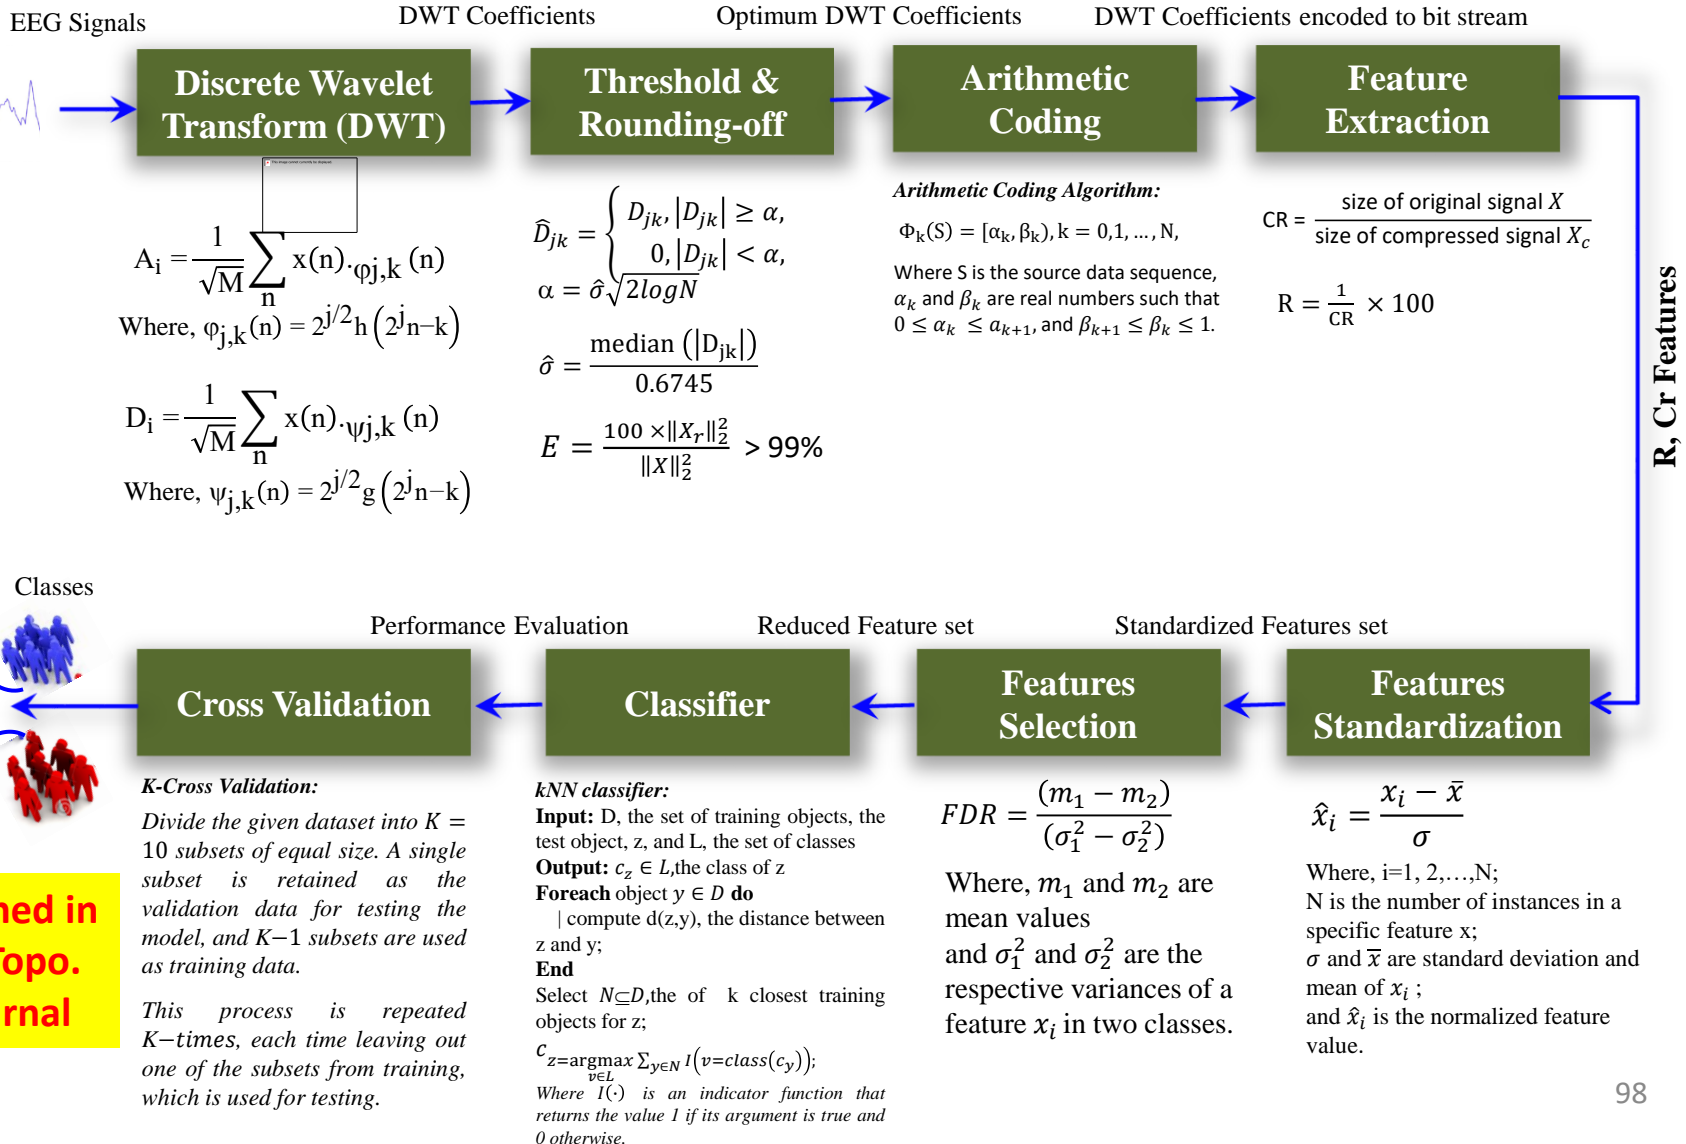 EEG Signals
DWT Coefficients
Optimum DWT Coefficients
DWT Coefficients encoded to bit stream
Discrete Wavelet
Transform (DWT)
Threshold &
Rounding-off
Arithmetic
Coding
Feature
Extraction
A_i = 1/√M ∑_n x(n)·φj,k (n)
Where, φ_j,k(n) = 2^{j/2} h(2^j n−k)
D_i = 1/√M ∑_n x(n)·ψj,k (n)
Where, ψ_j,k(n) = 2^{j/2} g(2^j n−k)
D̂_jk = { D_jk, |D_jk| ≥ α,
0, |D_jk| < α,
α = σ̂√2logN
σ̂ = median (|D_jk|) / 0.6745
E = 100 ×‖X_r‖₂² / ‖X‖₂² > 99%
Arithmetic Coding Algorithm:
Φ_k(S) = [α_k, β_k), k = 0,1, …, N,
Where S is the source data sequence,
α_k and β_k are real numbers such that
0 ≤ α_k ≤ a_{k+1}, and β_{k+1} ≤ β_k ≤ 1.
CR = size of original signal X / size of compressed signal X_c
R = 1/CR × 100
R, Cr Features
Classes
Performance Evaluation
Reduced Feature set
Standardized Features set
Cross Validation
Classifier
Features
Selection
Features
Standardization
K-Cross Validation:
Divide the given dataset into K =
10 subsets of equal size. A single
subset is retained as the
validation data for testing the
model, and K−1 subsets are used
as training data.
This process is repeated
K−times, each time leaving out
one of the subsets from training,
which is used for testing.
kNN classifier:
Input: D, the set of training objects, the
test object, z, and L, the set of classes
Output: c_z ∈ L,the class of z
Foreach object y ∈ D do
| compute d(z,y), the distance between
z and y;
End
Select N⊆D,the of k closest training
objects for z;
c_z=argmax_{v∈L} ∑_{y∈N} I(v=class(c_y));
Where I(·) is an indicator function that
returns the value 1 if its argument is true and
0 otherwise.
FDR = (m₁ − m₂) / (σ₁² − σ₂²)
Where, m₁ and m₂ are
mean values
and σ₁² and σ₂² are the
respective variances of a
feature x_i in two classes.
x̂_i = x_i − x̄ / σ
Where, i=1, 2,…,N;
N is the number of instances in a
specific feature x;
σ and x̄ are standard deviation and
mean of x_i ;
and x̂_i is the normalized feature
value.
ned in
opo.
rnal
98